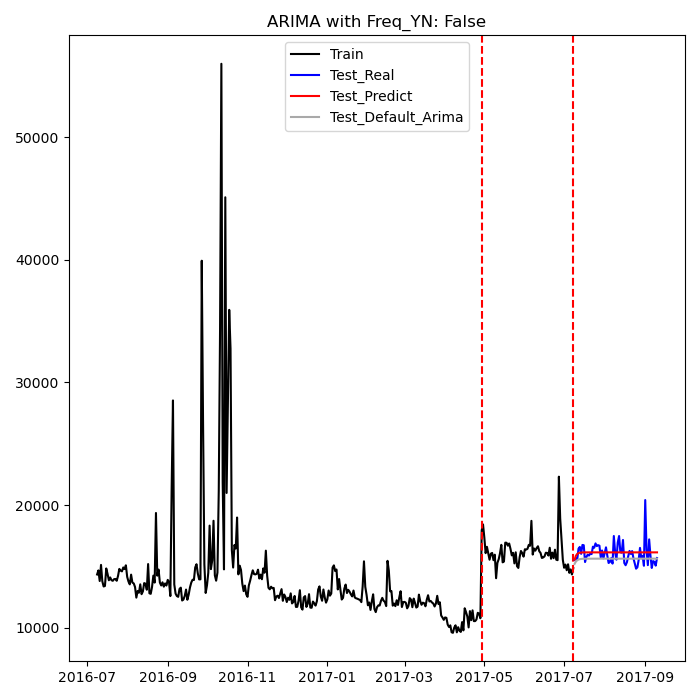 ARIMA with Freq_YN: False
Train
Test_Real
Test_Predict
Test_Default_Arima
50000
40000
30000
20000
10000
2016-07 2016-09 2016-11 2017-01 2017-03 2017-05 2017-07 2017-09